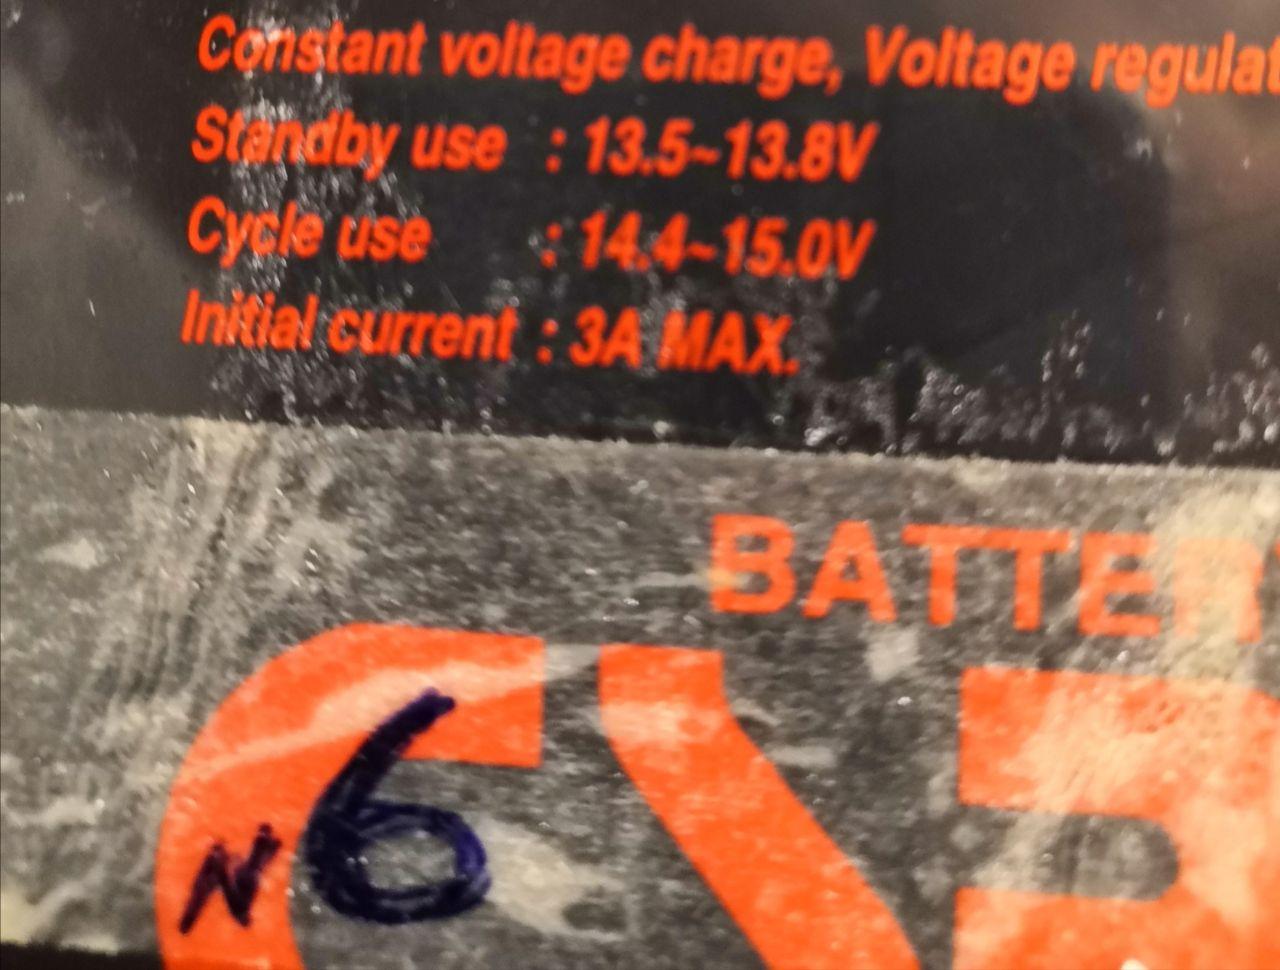 Constant voltage charge, Voltage regulat
Standby use : 13.5~13.8V
Cycle use : 14.4~15.0V
Initial current : 3A MAX.
BATTER
N6